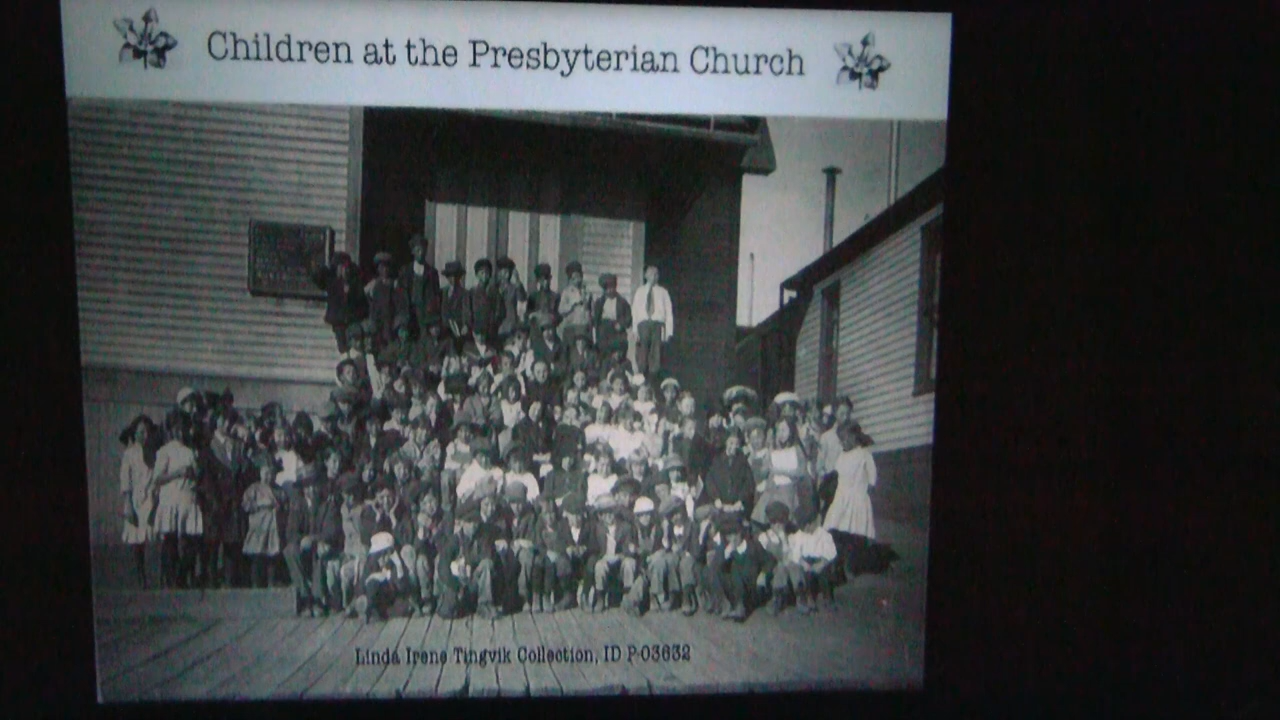 Children at the Presbyterian Church
Linda Irene Tingvik Collection, ID P-03632